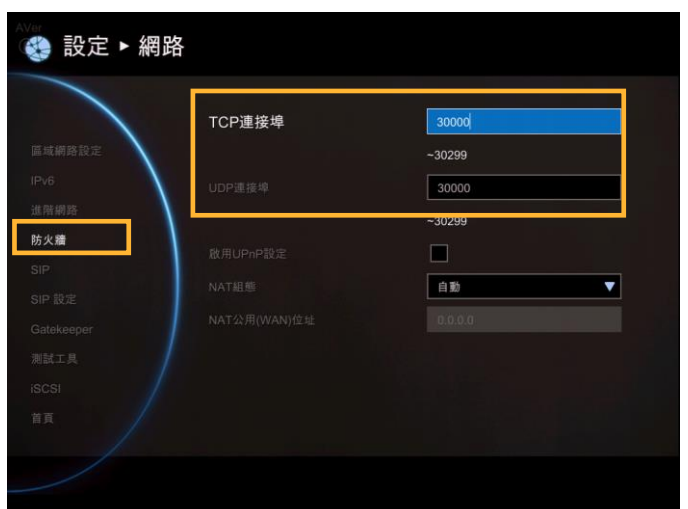 AVer
設定 ▸ 網路
區域網路設定
IPv6
進階網路
防火牆
SIP
SIP 設定
Gatekeeper
測試工具
iSCSI
首頁
TCP連接埠
30000
~30299
UDP連接埠
30000
~30299
啟用UPnP設定
NAT組態
自動
NAT公用(WAN)位址
0.0.0.0